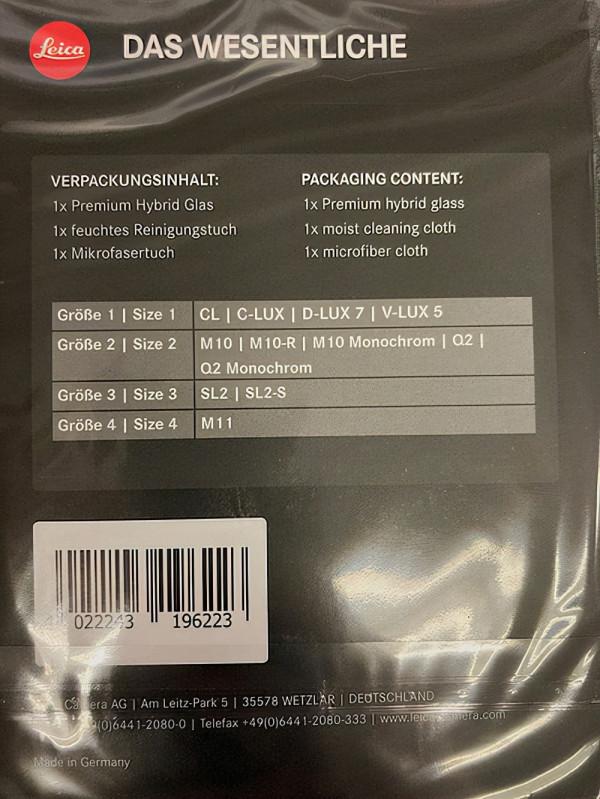 Leica DAS WESENTLICHE
VERPACKUNGSINHALT:
1x Premium Hybrid Glas
1x feuchtes Reinigungstuch
1x Mikrofasertuch
PACKAGING CONTENT:
1x Premium hybrid glass
1x moist cleaning cloth
1x microfiber cloth
Größe 1 | Size 1 CL | C-LUX | D-LUX 7 | V-LUX 5
Größe 2 | Size 2 M10 | M10-R | M10 Monochrom | Q2 |
Q2 Monochrom
Größe 3 | Size 3 SL2 | SL2-S
Größe 4 | Size 4 M11
022243 196223
Camera AG | Am Leitz-Park 5 | 35578 WETZLAR | DEUTSCHLAND
(0)6441-2080-0 | Telefax +49(0)6441-2080-333 | www.leica-camera.com
Made in Germany